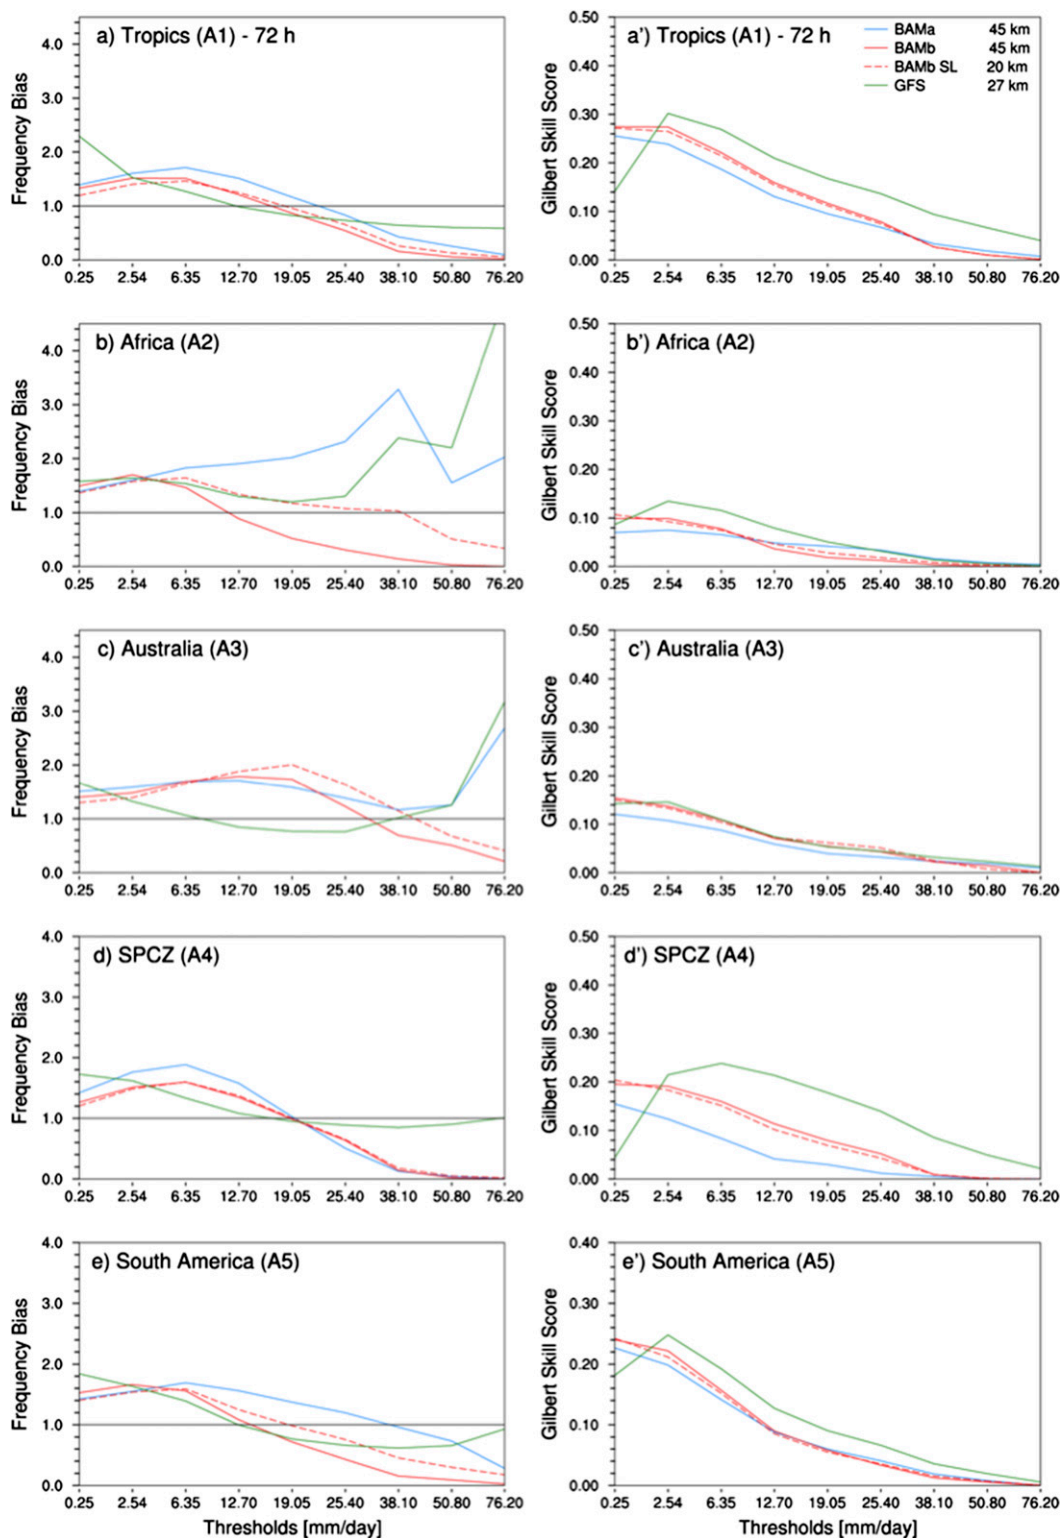 a) Tropics (A1) - 72 h
Frequency Bias
4.0
3.0
2.0
1.0
0.0
0.25 2.54 6.35 12.70 19.05 25.40 38.10 50.80 76.20
a') Tropics (A1) - 72 h
BAMa 45 km
BAMb 45 km
BAMb SL 20 km
GFS 27 km
Gilbert Skill Score
0.50
0.40
0.30
0.20
0.10
0.00
0.25 2.54 6.35 12.70 19.05 25.40 38.10 50.80 76.20
b) Africa (A2)
Frequency Bias
4.0
3.0
2.0
1.0
0.0
0.25 2.54 6.35 12.70 19.05 25.40 38.10 50.80 76.20
b') Africa (A2)
Gilbert Skill Score
0.50
0.40
0.30
0.20
0.10
0.00
0.25 2.54 6.35 12.70 19.05 25.40 38.10 50.80 76.20
c) Australia (A3)
Frequency Bias
4.0
3.0
2.0
1.0
0.0
0.25 2.54 6.35 12.70 19.05 25.40 38.10 50.80 76.20
c') Australia (A3)
Gilbert Skill Score
0.50
0.40
0.30
0.20
0.10
0.00
0.25 2.54 6.35 12.70 19.05 25.40 38.10 50.80 76.20
d) SPCZ (A4)
Frequency Bias
4.0
3.0
2.0
1.0
0.0
0.25 2.54 6.35 12.70 19.05 25.40 38.10 50.80 76.20
d') SPCZ (A4)
Gilbert Skill Score
0.50
0.40
0.30
0.20
0.10
0.00
0.25 2.54 6.35 12.70 19.05 25.40 38.10 50.80 76.20
e) South America (A5)
Frequency Bias
4.0
3.0
2.0
1.0
0.0
0.25 2.54 6.35 12.70 19.05 25.40 38.10 50.80 76.20
Thresholds [mm/day]
e') South America (A5)
Gilbert Skill Score
0.40
0.30
0.20
0.10
0.00
0.25 2.54 6.35 12.70 19.05 25.40 38.10 50.80 76.20
Thresholds [mm/day]